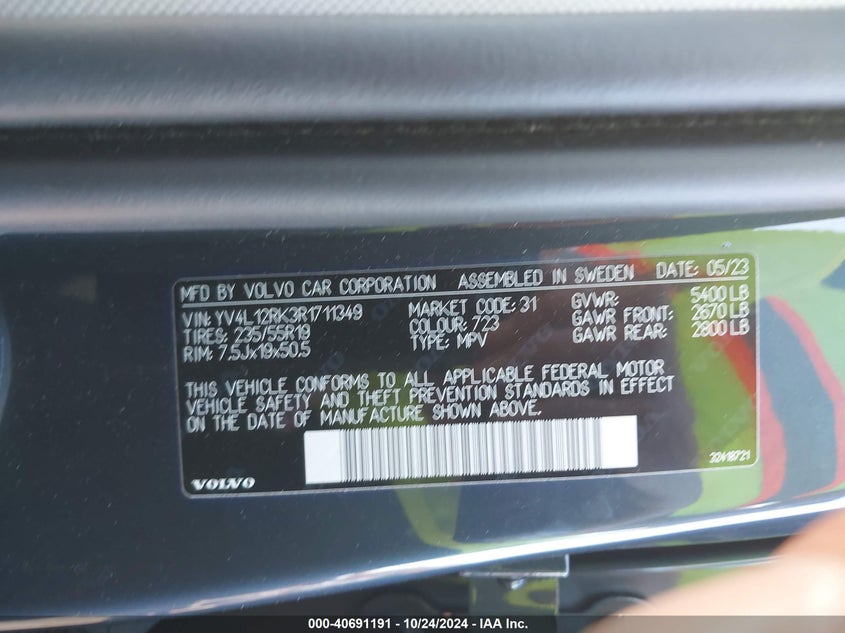 MFD BY VOLVO CAR CORPORATION ASSEMBLED IN SWEDEN DATE: 05/23
VIN: YV4L12RK3R1711349 MARKET CODE: 31 GVWR: 5400 LB
TIRES: 235/55R19 COLOUR: 723 GAWR FRONT: 2670 LB
RIM: 7.5Jx19x50.5 TYPE: MPV GAWR REAR: 2800 LB
THIS VEHICLE CONFORMS TO ALL APPLICABLE FEDERAL MOTOR
VEHICLE SAFETY AND THEFT PREVENTION STANDARDS IN EFFECT
ON THE DATE OF MANUFACTURE SHOWN ABOVE.
VOLVO 32418721
000-40691191 - 10/24/2024 - IAA Inc.